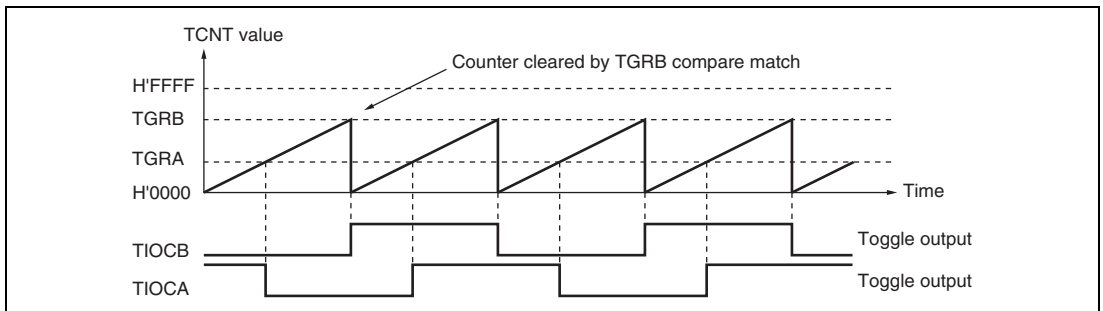 TCNT value
Counter cleared by TGRB compare match
H'FFFF
TGRB
TGRA
H'0000
Time
TIOCB
Toggle output
TIOCA
Toggle output